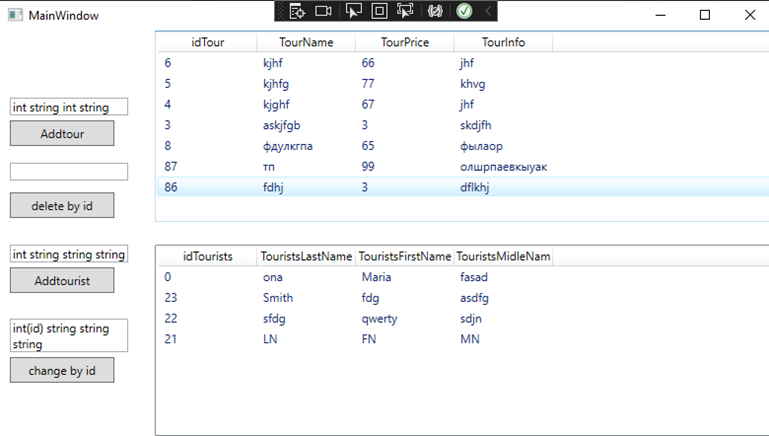 MainWindow
idTour TourName TourPrice TourInfo
6 kjhf 66 jhf
5 kjhfg 77 khvg
4 kjghf 67 jhf
3 askjfgb 3 skdjfh
8 фдулкгпа 65 фылаор
87 тп 99 олшрпаевкыуак
86 fdhj 3 dflkhj
int string int string
Addtour
delete by id
int string string string
Addtourist
int(id) string string
string
change by id
idTourists TouristsLastName TouristsFirstName TouristsMidleNam
0 ona Maria fasad
23 Smith fdg asdfg
22 sfdg qwerty sdjn
21 LN FN MN